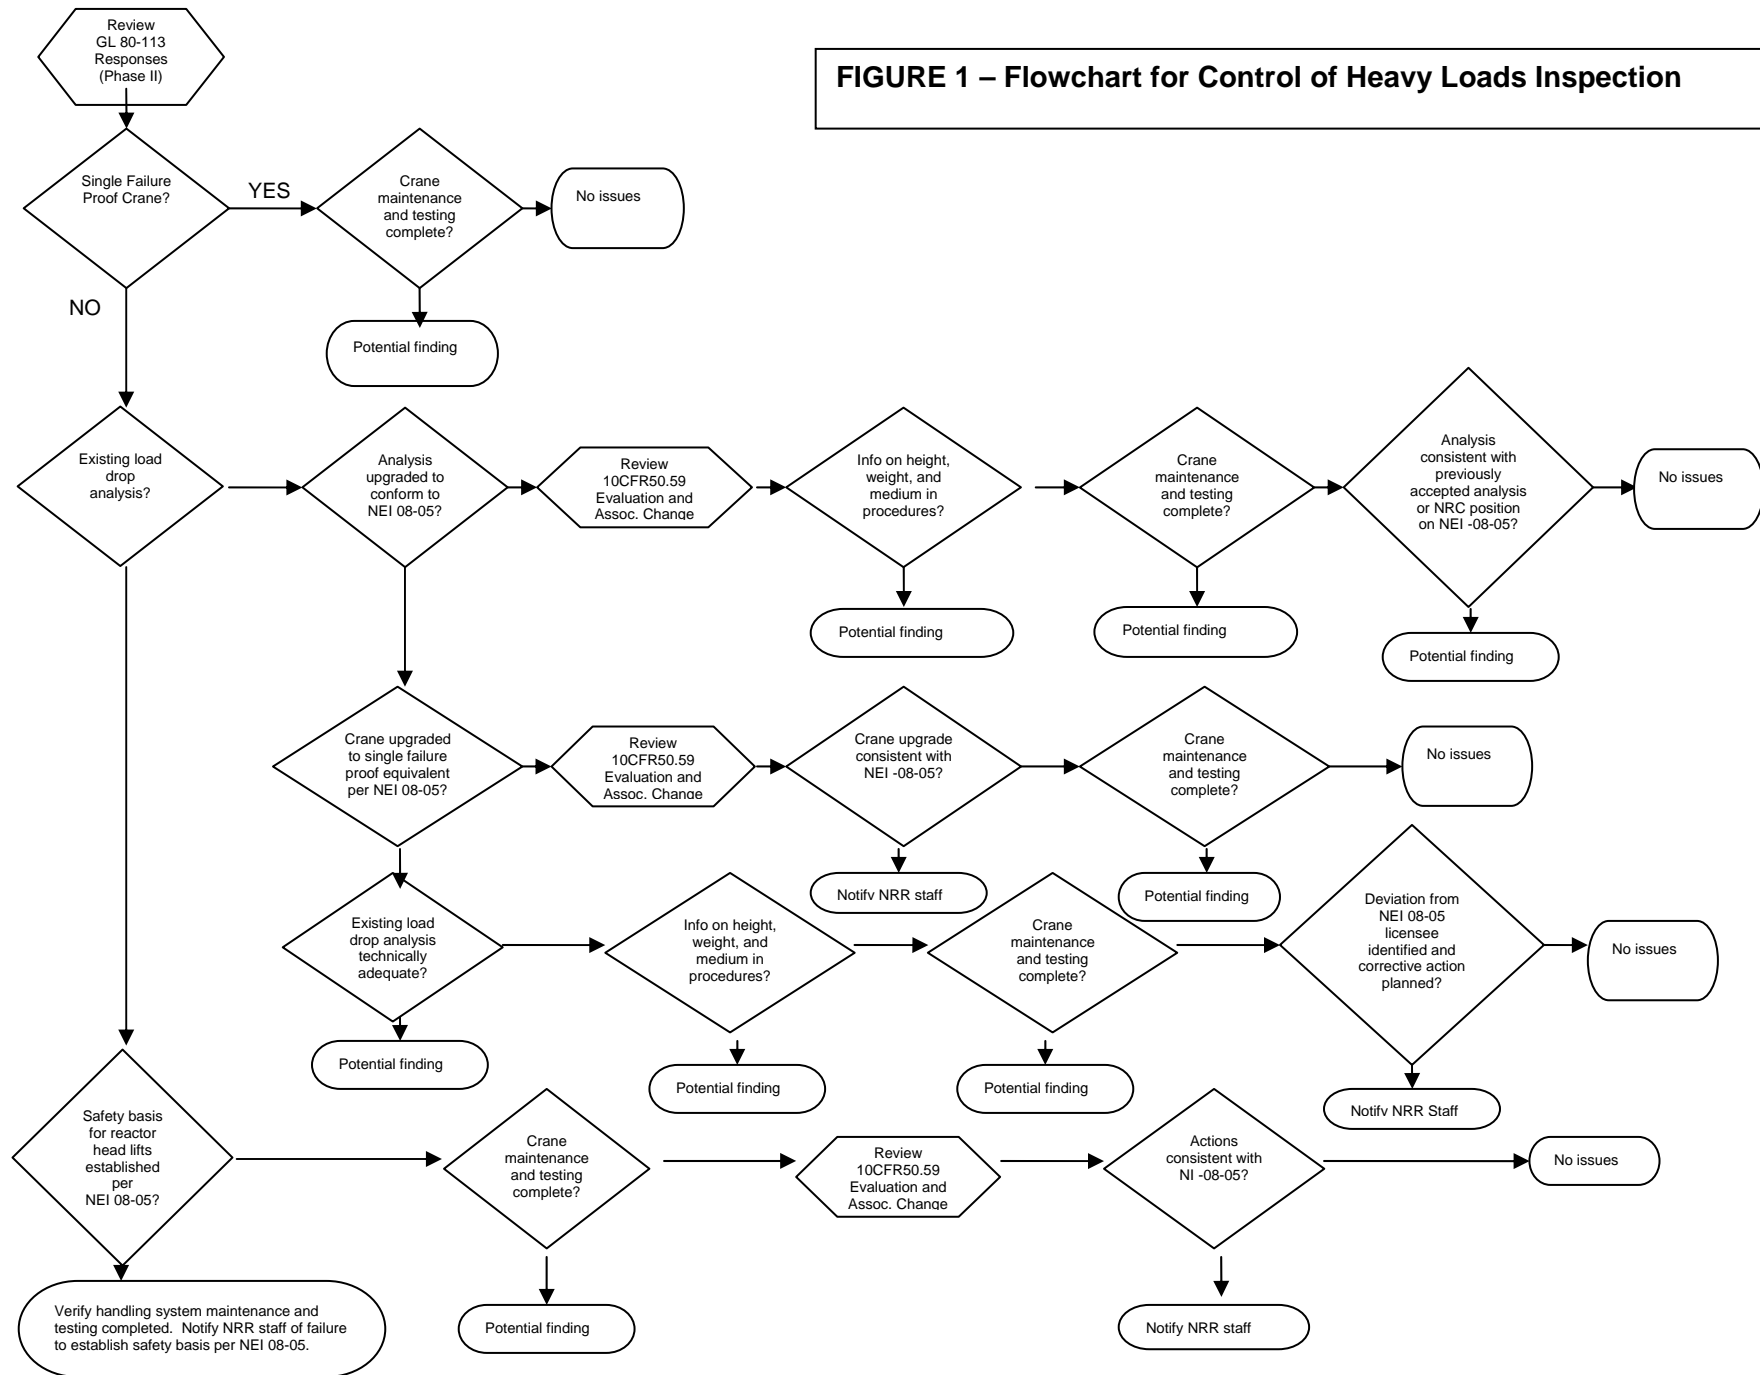 Review
GL 80-113
Responses
(Phase II)
FIGURE 1 – Flowchart for Control of Heavy Loads Inspection
Single Failure
Proof Crane?
YES
Crane
maintenance
and testing
complete?
No issues
NO
Potential finding
Existing load
drop
analysis?
Analysis
upgraded to
conform to
NEI 08-05?
Review
10CFR50.59
Evaluation and
Assoc. Change
Info on height,
weight, and
medium in
procedures?
Crane
maintenance
and testing
complete?
Analysis
consistent with
previously
accepted analysis
or NRC position
on NEI -08-05?
No issues
Potential finding
Potential finding
Potential finding
Crane upgraded
to single failure
proof equivalent
per NEI 08-05?
Review
10CFR50.59
Evaluation and
Assoc. Change
Crane upgrade
consistent with
NEI -08-05?
Crane
maintenance
and testing
complete?
No issues
Notify NRR staff
Potential finding
Existing load
drop analysis
technically
adequate?
Info on height,
weight, and
medium in
procedures?
Crane
maintenance
and testing
complete?
Deviation from
NEI 08-05
licensee
identified and
corrective action
planned?
No issues
Potential finding
Potential finding
Potential finding
Notify NRR Staff
Safety basis
for reactor
head lifts
established
per
NEI 08-05?
Crane
maintenance
and testing
complete?
Review
10CFR50.59
Evaluation and
Assoc. Change
Actions
consistent with
NI -08-05?
No issues
Verify handling system maintenance and
testing completed. Notify NRR staff of failure
to establish safety basis per NEI 08-05.
Potential finding
Notify NRR staff